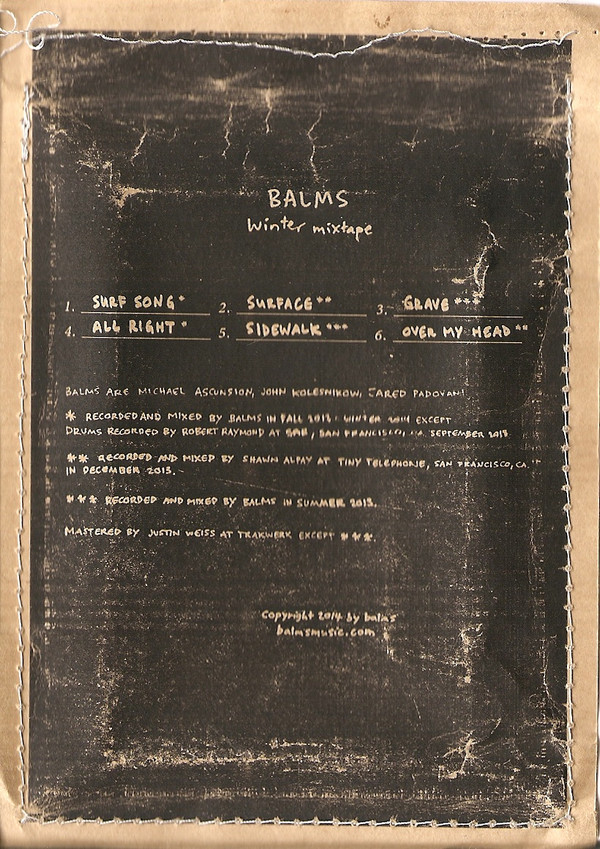 BALMS
Winter mixtape
1. SURF SONG * 2. SURFACE ** 3. GRAVE ***
4. ALL RIGHT * 5. SIDEWALK *** 6. OVER MY HEAD **
BALMS ARE MICHAEL ASCUNSION, JOHN KOLESNIKOW, JARED PADOVANI
* RECORDED AND MIXED BY BALMS IN FALL 2013 - WINTER 2014 EXCEPT
DRUMS RECORDED BY ROBERT RAYMOND AT SAN FRANCISCO, CA. SEPTEMBER 2013
** RECORDED AND MIXED BY SHAWN ALPAY AT TINY TELEPHONE, SAN FRANCISCO, CA.
IN DECEMBER 2013.
*** RECORDED AND MIXED BY BALMS IN SUMMER 2013.
MASTERED BY JUSTIN WEISS AT TRAKWERK EXCEPT ***.
Copyright 2014 by balms
balmsmusic.com